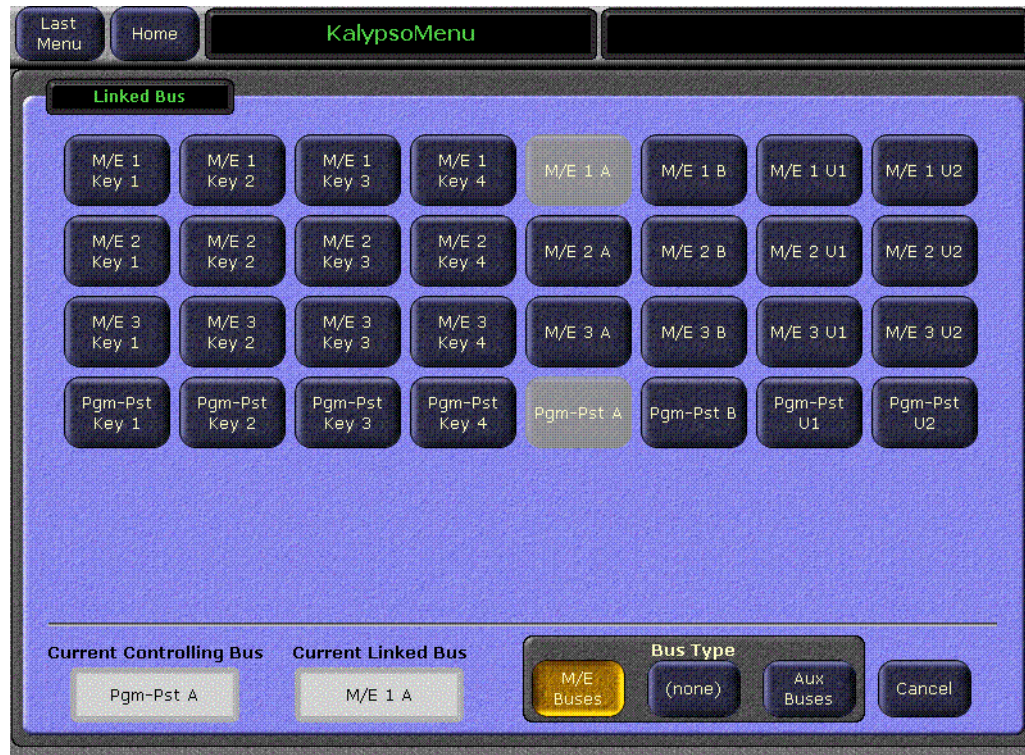 Last
Menu
Home
KalypsoMenu
Linked Bus
M/E 1
Key 1
M/E 1
Key 2
M/E 1
Key 3
M/E 1
Key 4
M/E 1 A
M/E 1 B
M/E 1 U1
M/E 1 U2
M/E 2
Key 1
M/E 2
Key 2
M/E 2
Key 3
M/E 2
Key 4
M/E 2 A
M/E 2 B
M/E 2 U1
M/E 2 U2
M/E 3
Key 1
M/E 3
Key 2
M/E 3
Key 3
M/E 3
Key 4
M/E 3 A
M/E 3 B
M/E 3 U1
M/E 3 U2
Pgm-Pst
Key 1
Pgm-Pst
Key 2
Pgm-Pst
Key 3
Pgm-Pst
Key 4
Pgm-Pst A
Pgm-Pst B
Pgm-Pst
U1
Pgm-Pst
U2
Current Controlling Bus
Pgm-Pst A
Current Linked Bus
M/E 1 A
Bus Type
M/E
Buses
(none)
Aux
Buses
Cancel